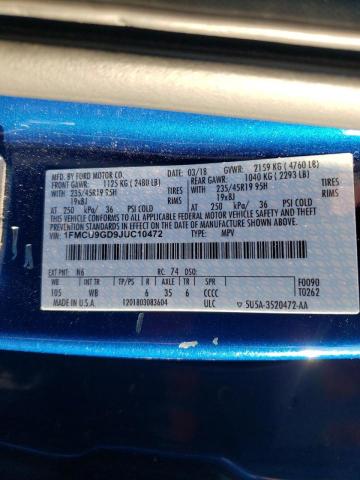 MFD. BY FORD MOTOR CO. 03/18 GVWR: 2159 KG ( 4760 LB)
FRONT GAWR: 1125 KG ( 2480 LB) REAR GAWR: 1040 KG ( 2293 LB)
235/45R19 95H TIRES 235/45R19 95H TIRES
19x8J RIMS 19x8J RIMS
AT 250 kPa/ 36 PSI COLD AT 250 kPa/ 36 PSI COLD
THIS VEHICLE CONFORMS TO ALL APPLICABLE FEDERAL MOTOR VEHICLE
SAFETY, BUMPER, AND THEFT PREVENTION STANDARDS IN EFFECT
ON THE DATE OF MANUFACTURE SHOWN ABOVE.
VIN: 1FMCU9GD9JUC10472 TYPE: MPV
EXT PNT: N6 RC: 74 DSO:
WB INT TR TP/PS R AXLE TR SPR F0090
105 WB 6 35 6 CCCC T0262
1201803083604 ULC 5U5A-3520472-AA